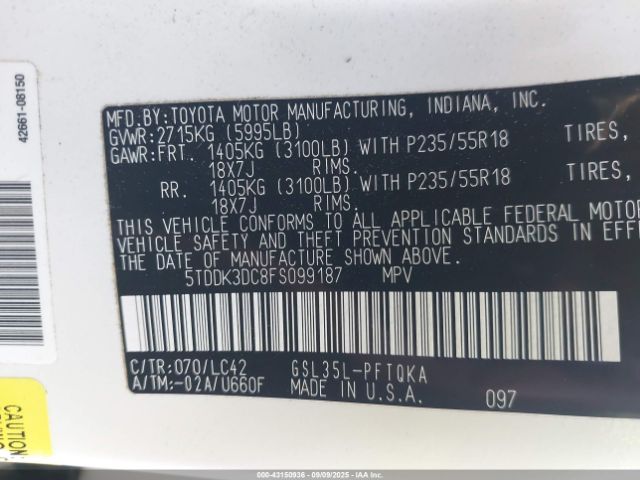 42661-08150
MFD. BY: TOYOTA MOTOR MANUFACTURING, INDIANA, INC.
GVWR: 2715KG (5995LB)
GAWR: FRT. 1405KG (3100LB) WITH P235/55R18 TIRES,
18X7J RIMS.
RR. 1405KG (3100LB) WITH P235/55R18 TIRES,
18X7J RIMS.
THIS VEHICLE CONFORMS TO ALL APPLICABLE FEDERAL MOTOR
VEHICLE SAFETY AND THEFT PREVENTION STANDARDS IN EFFE
THE DATE OF MANUFACTURE SHOWN ABOVE.
5TDDK3DC8FS099187 MPV
C/TR: 070/LC42 GSL35L-PFTQKA
A/TM: -02A/U660F MADE IN U.S.A. 097
CAUTION
000-43150936 - 09/09/2025 - IAAI.COM